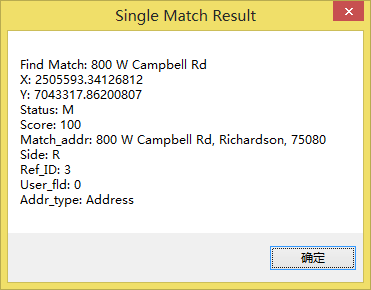 Single Match Result
Find Match: 800 W Campbell Rd
X: 2505593.34126812
Y: 7043317.86200807
Status: M
Score: 100
Match_addr: 800 W Campbell Rd, Richardson, 75080
Side: R
Ref_ID: 3
User_fld: 0
Addr_type: Address
确定